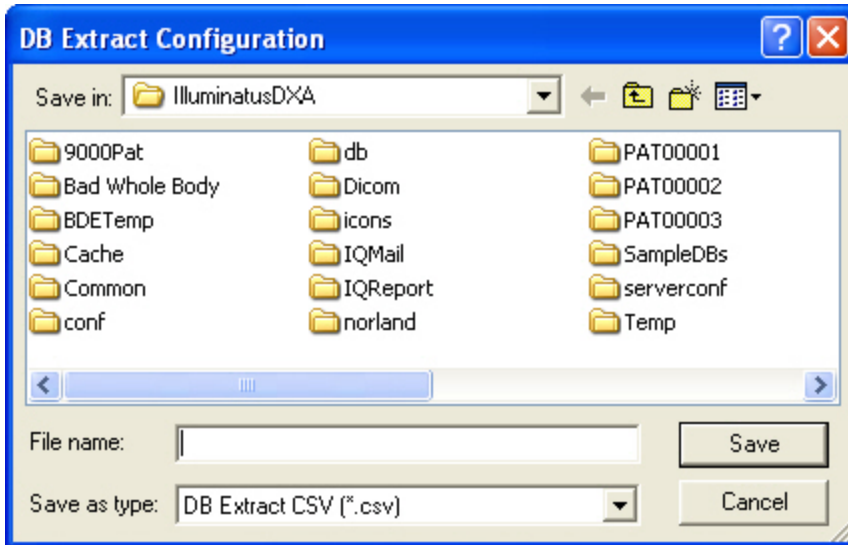 DB Extract Configuration
Save in: IlluminatusDXA
9000Pat db PAT00001
Bad Whole Body Dicom PAT00002
BDETemp icons PAT00003
Cache IQMail SampleDBs
Common IQReport serverconf
conf norland Temp
File name: Save
Save as type: DB Extract CSV (*.csv) Cancel